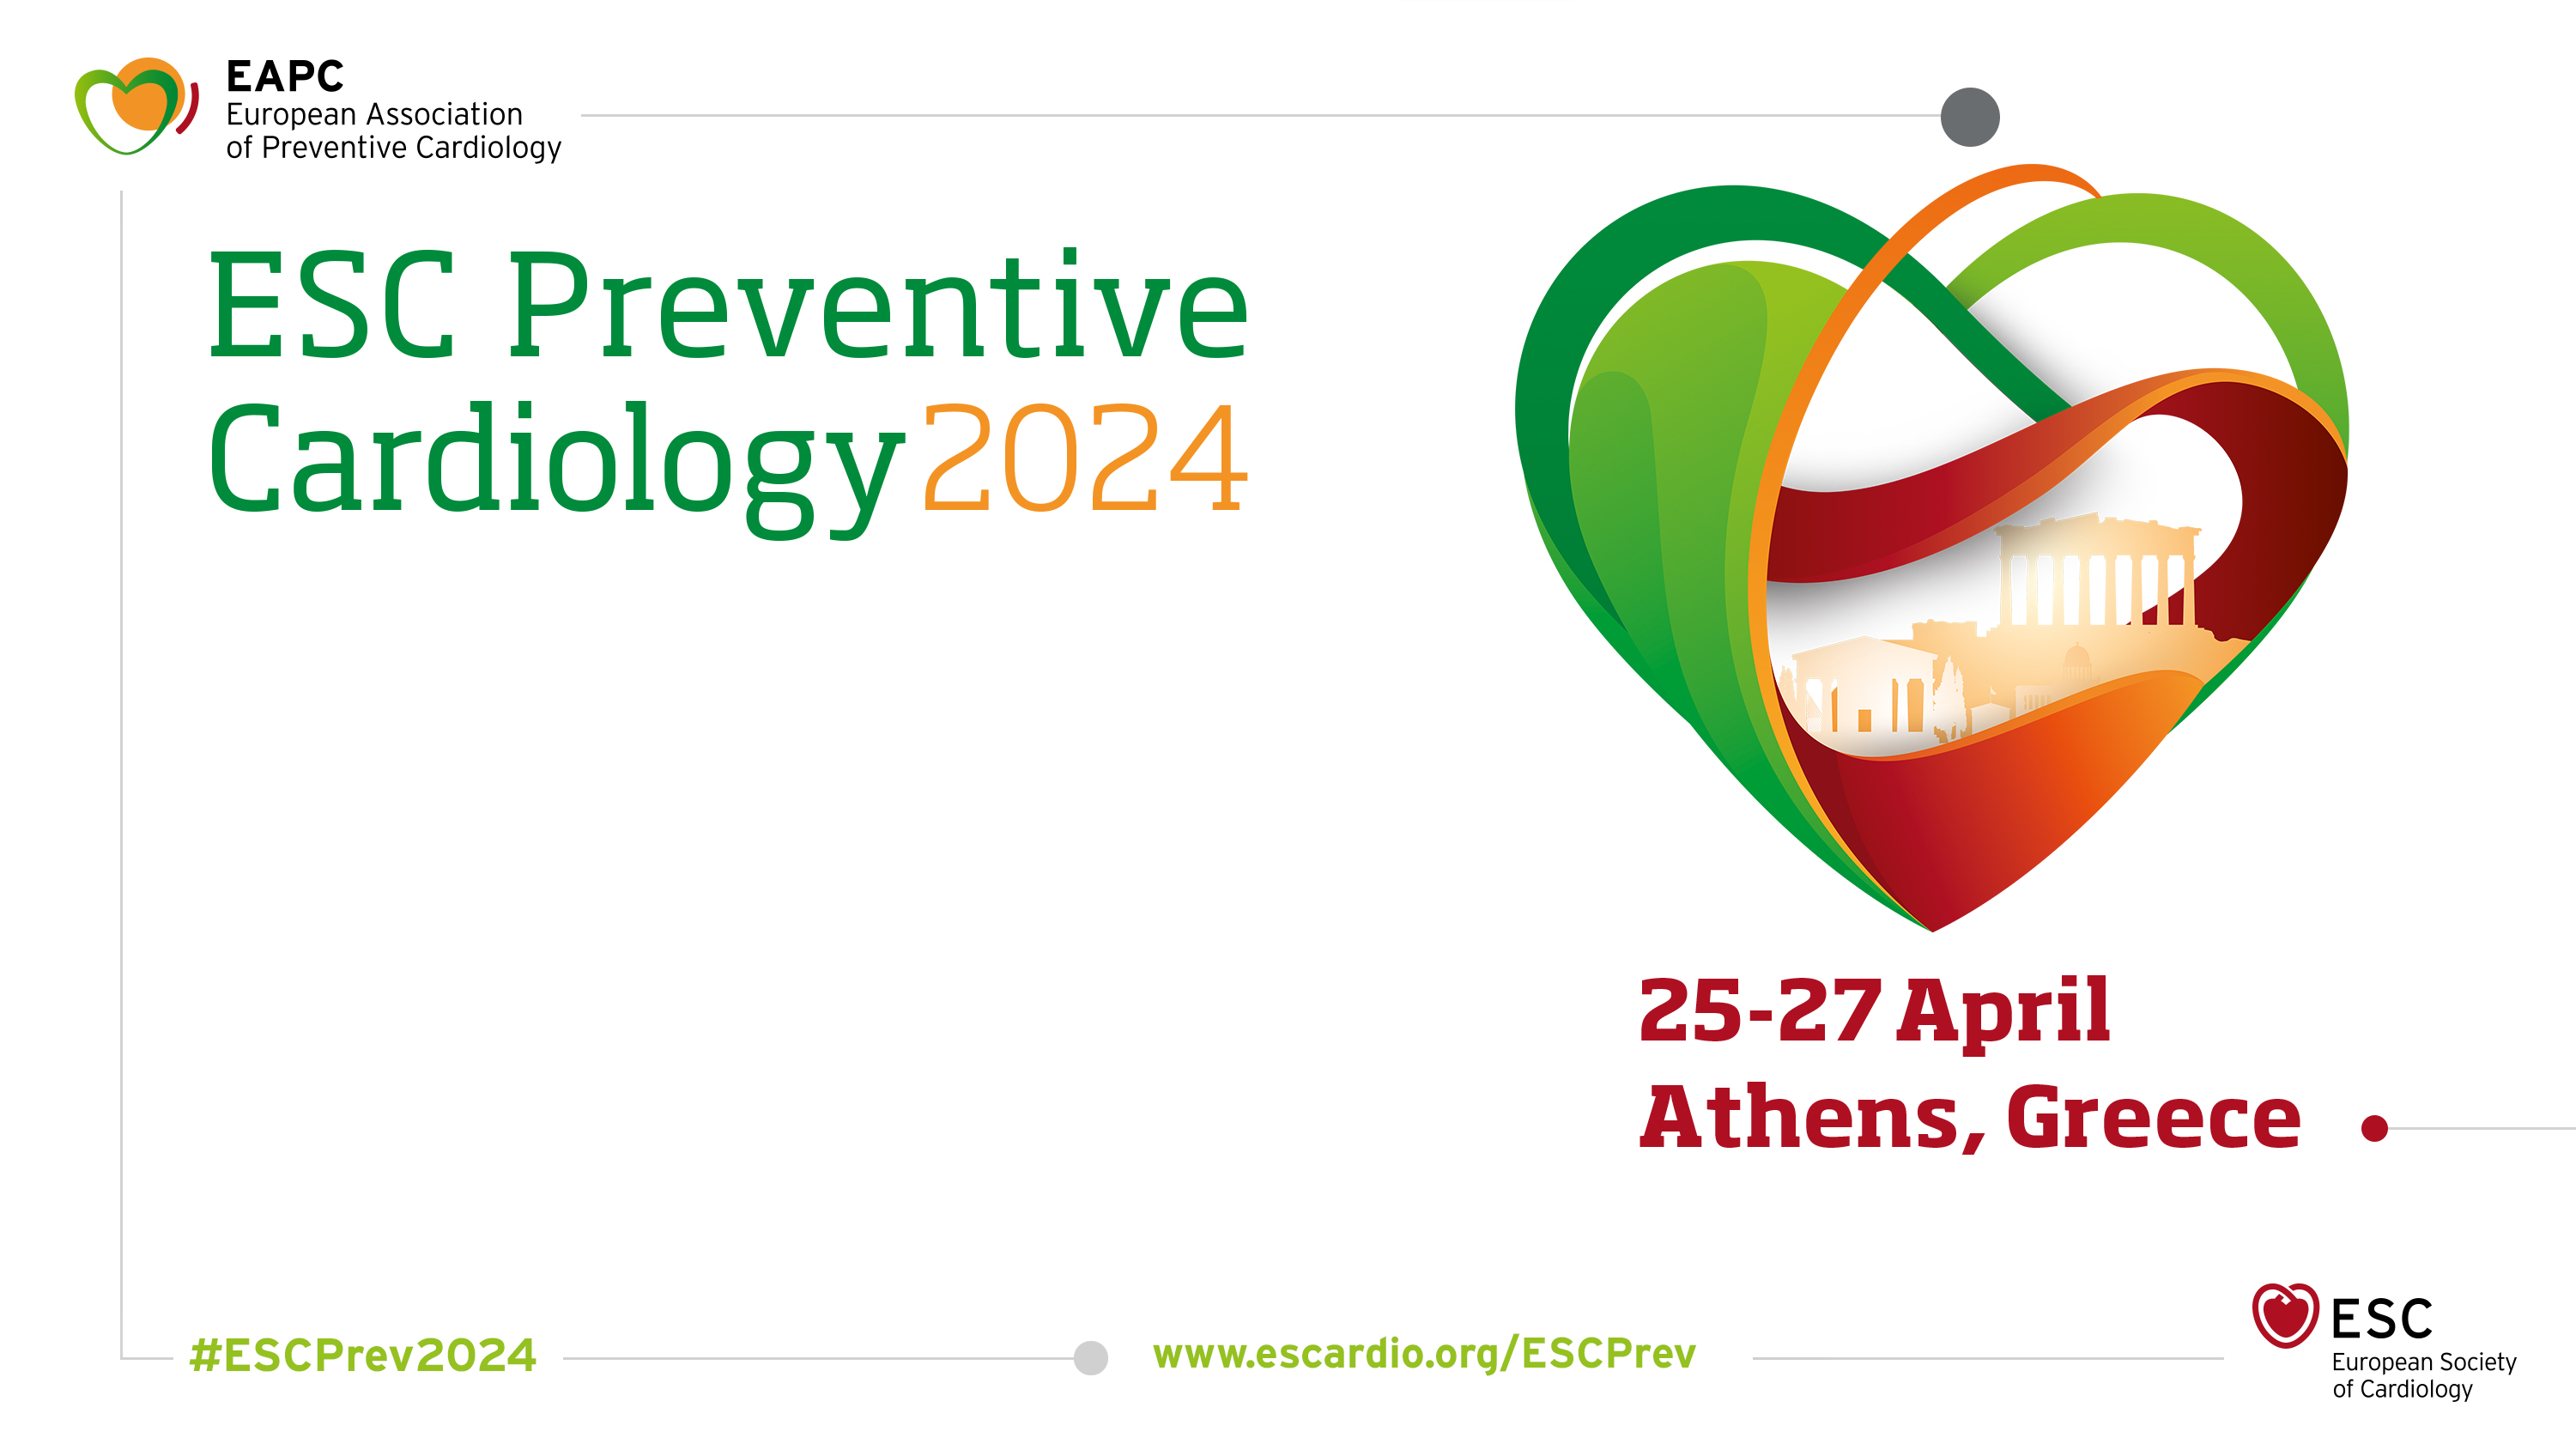 EAPC
European Association
of Preventive Cardiology
ESC Preventive
Cardiology 2024
25-27 April
Athens, Greece
#ESCPrev2024
www.escardio.org/ESCPrev
ESC
European Society
of Cardiology